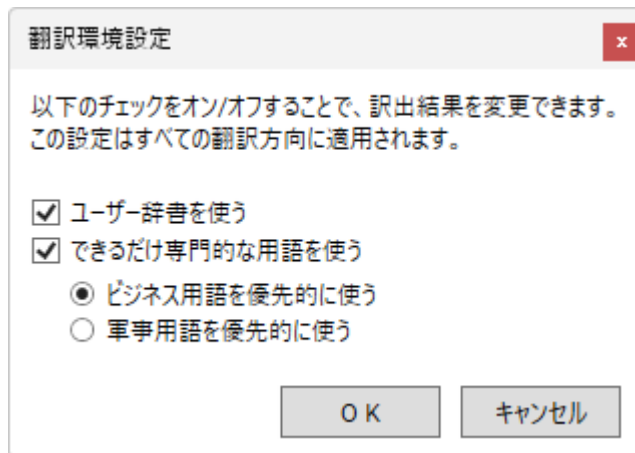 翻訳環境設定
x
以下のチェックをオン/オフすることで、訳出結果を変更できます。
この設定はすべての翻訳方向に適用されます。
ユーザー辞書を使う
できるだけ専門的な用語を使う
ビジネス用語を優先的に使う
軍事用語を優先的に使う
OK
キャンセル